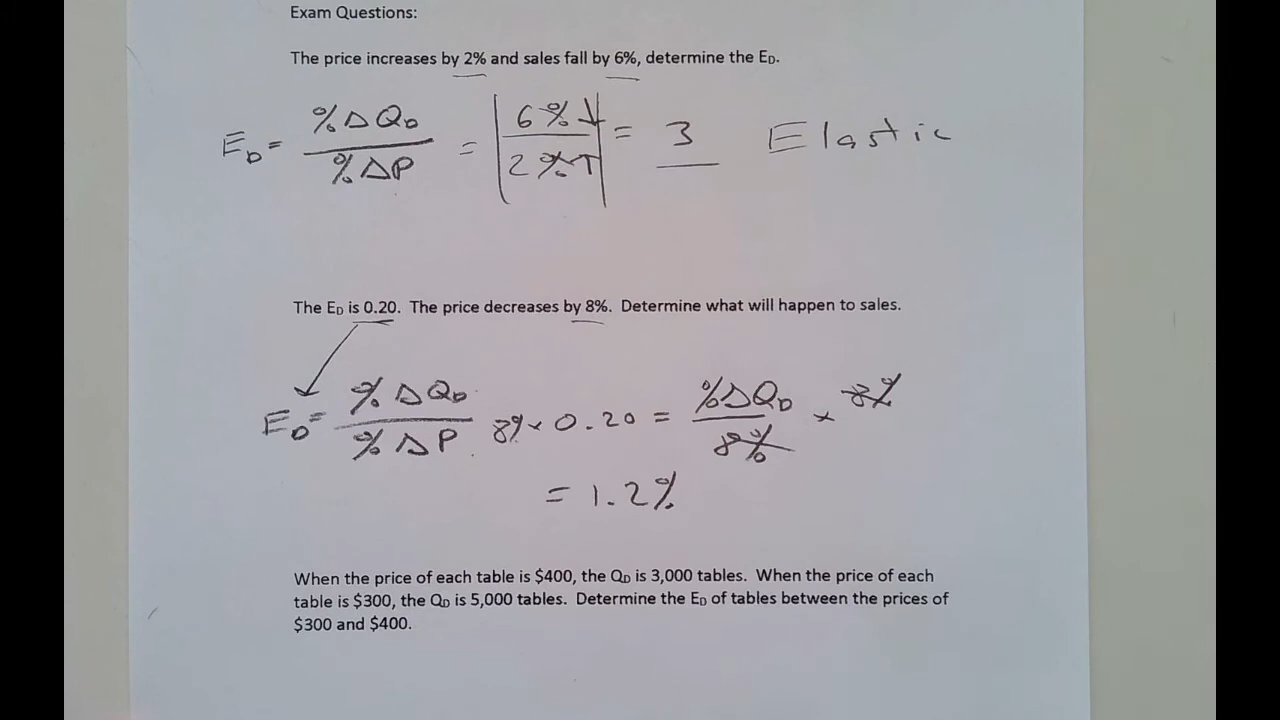 Exam Questions:
The price increases by 2% and sales fall by 6%, determine the ED.
ED = %ΔQD / %ΔP = |6%↓ / 2%↑| = 3 Elastic
The ED is 0.20. The price decreases by 8%. Determine what will happen to sales.
ED = %ΔQD / %ΔP 8% × 0.20 = %ΔQD / 8% × 8%
= 1.2%
When the price of each table is $400, the QD is 3,000 tables. When the price of each
table is $300, the QD is 5,000 tables. Determine the ED of tables between the prices of
$300 and $400.